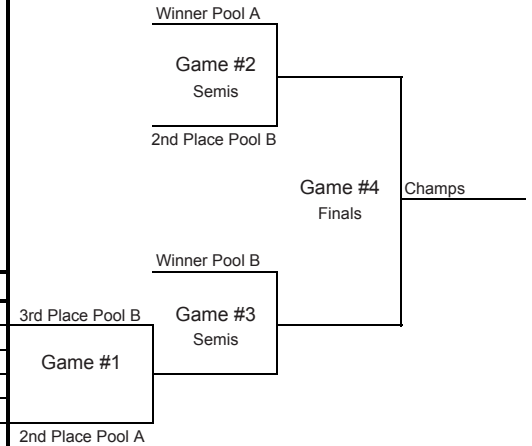 Winner Pool A
Game #2
Semis
2nd Place Pool B
Game #4
Champs
Finals
Winner Pool B
3rd Place Pool B
Game #3
Semis
Game #1
2nd Place Pool A